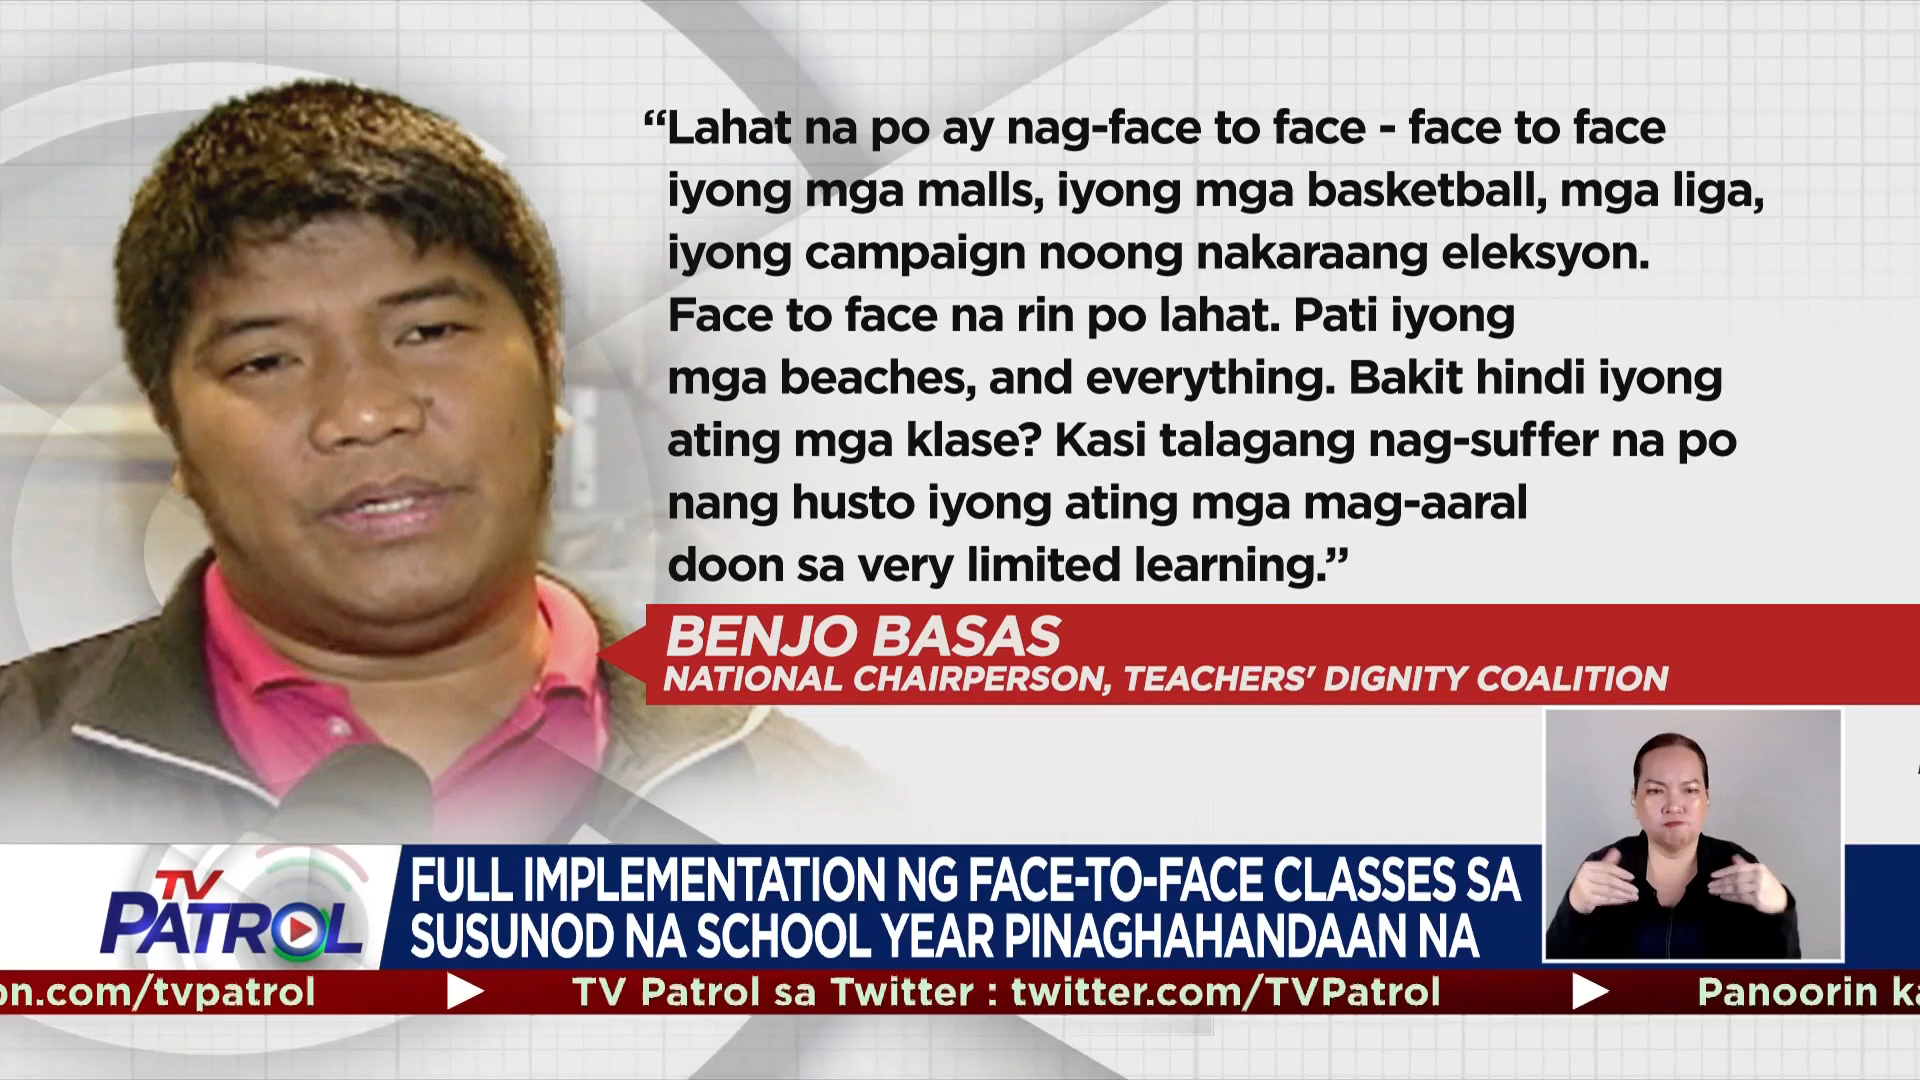 “Lahat na po ay nag-face to face - face to face
iyong mga malls, iyong mga basketball, mga liga,
iyong campaign noong nakaraang eleksyon.
Face to face na rin po lahat. Pati iyong
mga beaches, and everything. Bakit hindi iyong
ating mga klase? Kasi talagang nag-suffer na po
nang husto iyong ating mga mag-aaral
doon sa very limited learning.”
BENJO BASAS
NATIONAL CHAIRPERSON, TEACHERS' DIGNITY COALITION
TV
PATROL
FULL IMPLEMENTATION NG FACE-TO-FACE CLASSES SA
SUSUNOD NA SCHOOL YEAR PINAGHAHANDAAN NA
.com/tvpatrol TV Patrol sa Twitter : twitter.com/TVPatrol Panoorin